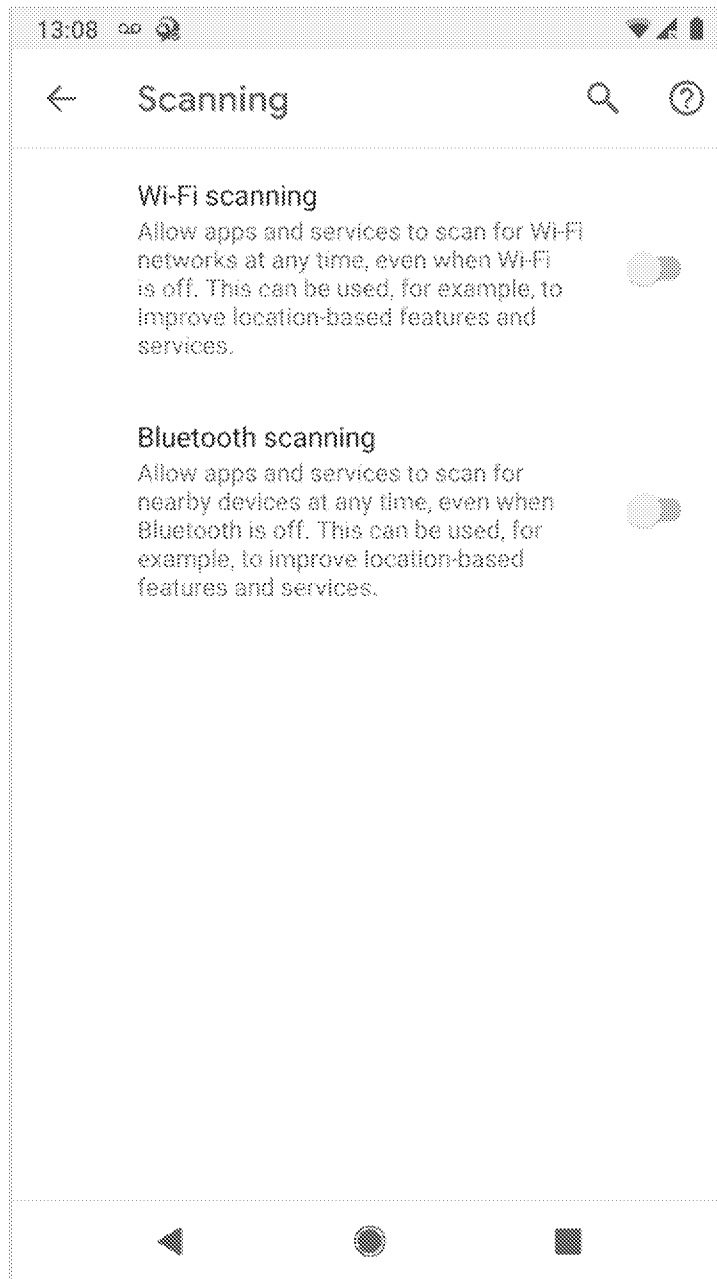 13:08
Scanning
Wi-Fi scanning
Allow apps and services to scan for Wi-Fi
networks at any time, even when Wi-Fi
is off. This can be used, for example, to
improve location-based features and
services.
Bluetooth scanning
Allow apps and services to scan for
nearby devices at any time, even when
Bluetooth is off. This can be used, for
example, to improve location-based
features and services.